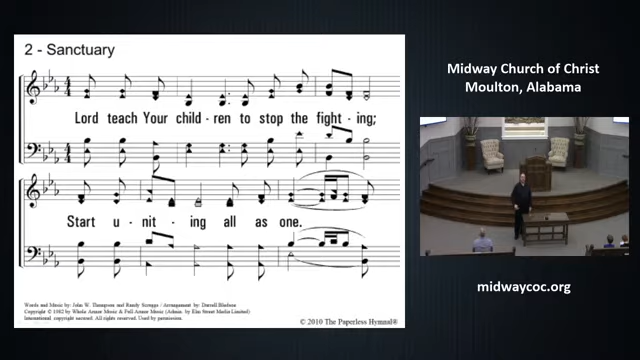 2 - Sanctuary
Lord teach Your child - ren to stop the fight - ing;
Start u - nit - ing all as one.
Words and Music by: John W. Thompson and Randy Scruggs / Arrangement by: Darrell Bledsoe
Copyright © 1982 by Whole Armor Music & Full Armor Music (Admin. by Elm Street Media Limited)
International copyright secured. All rights reserved. Used by permission.
© 2010 The Paperless Hymnal®
Midway Church of Christ
Moulton, Alabama
midwaycoc.org